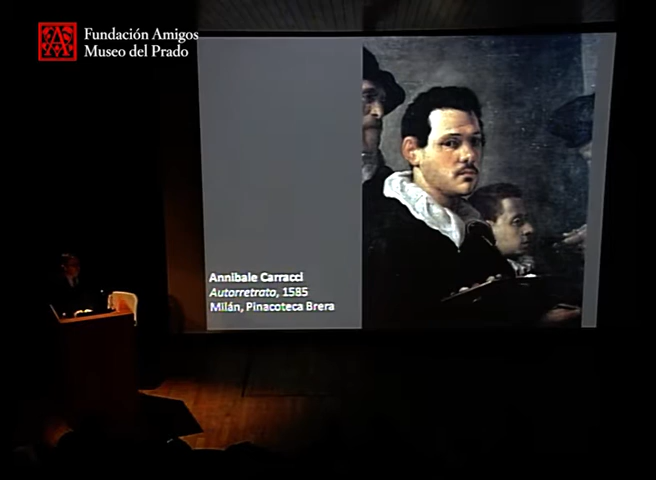 Fundación Amigos
Museo del Prado
Annibale Carracci
Autorretrato, 1585
Milán, Pinacoteca Brera